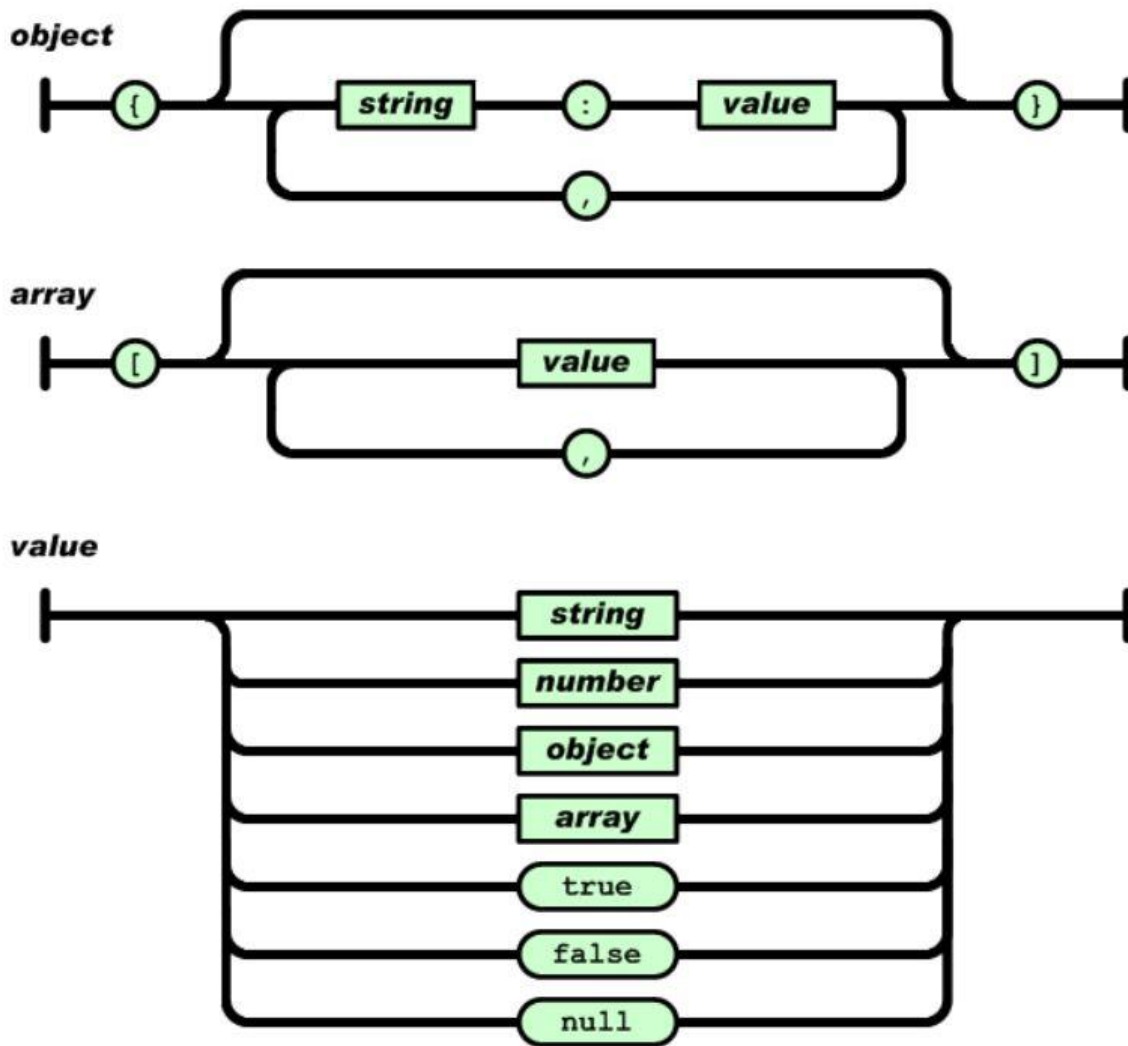 object
{ string : value }
,
array
[ value ]
,
value
string
number
object
array
true
false
null